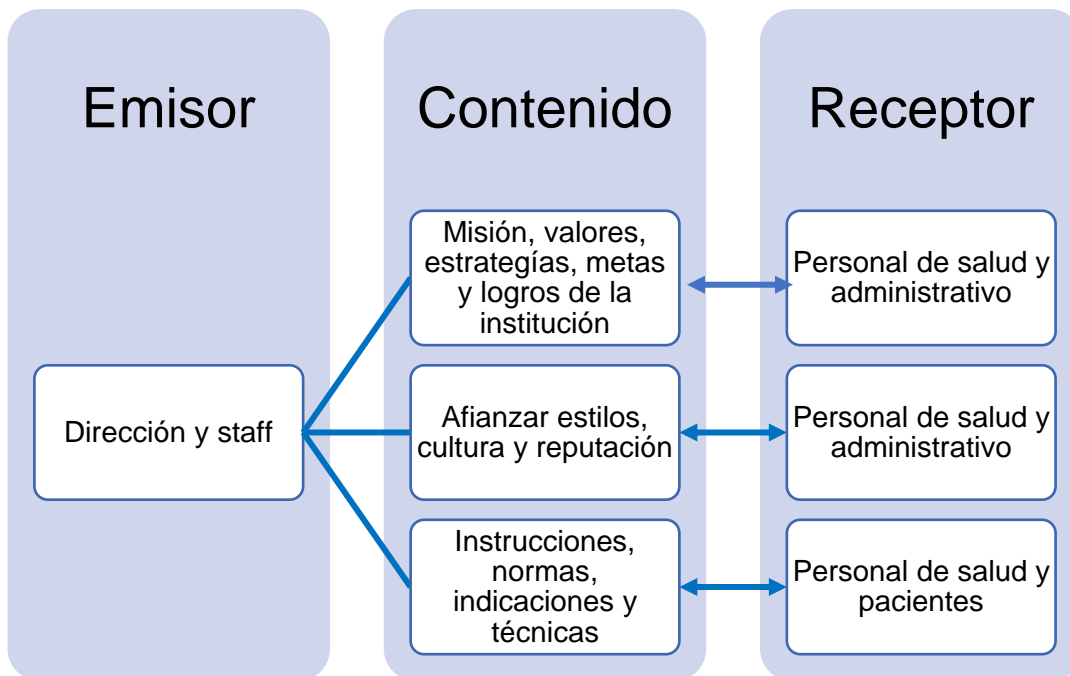 Emisor
Contenido
Receptor
Dirección y staff
Misión, valores,
estrategías, metas
y logros de la
institución
Personal de salud y
administrativo
Afianzar estilos,
cultura y reputación
Personal de salud y
administrativo
Instrucciones,
normas,
indicaciones y
técnicas
Personal de salud y
pacientes